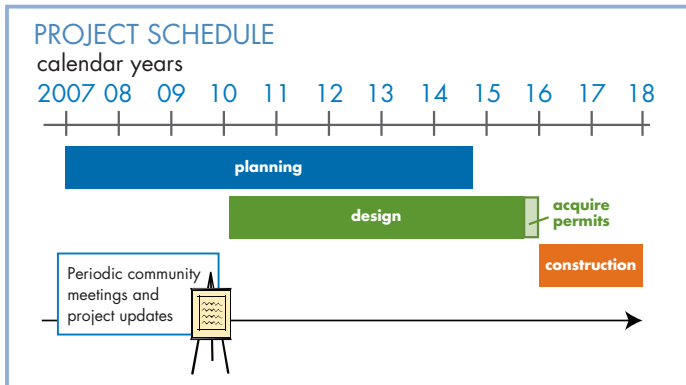 PROJECT SCHEDULE
calendar years
2007 08 09 10 11 12 13 14 15 16 17 18
planning
design
acquire
permits
construction
Periodic community
meetings and
project updates